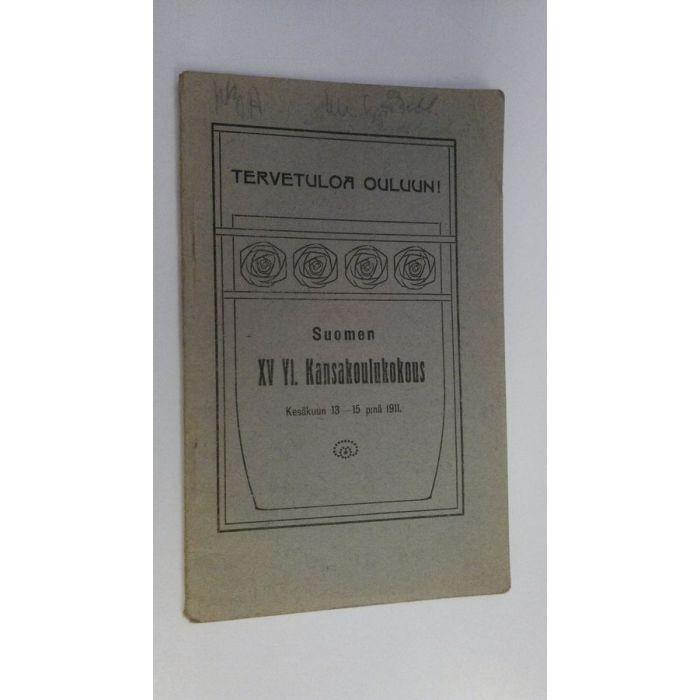 TERVETULOA OULUUN!
Suomen
XV Yl. Kansakoulukokous
Kesäkuun 13—15 p:nä 1911.